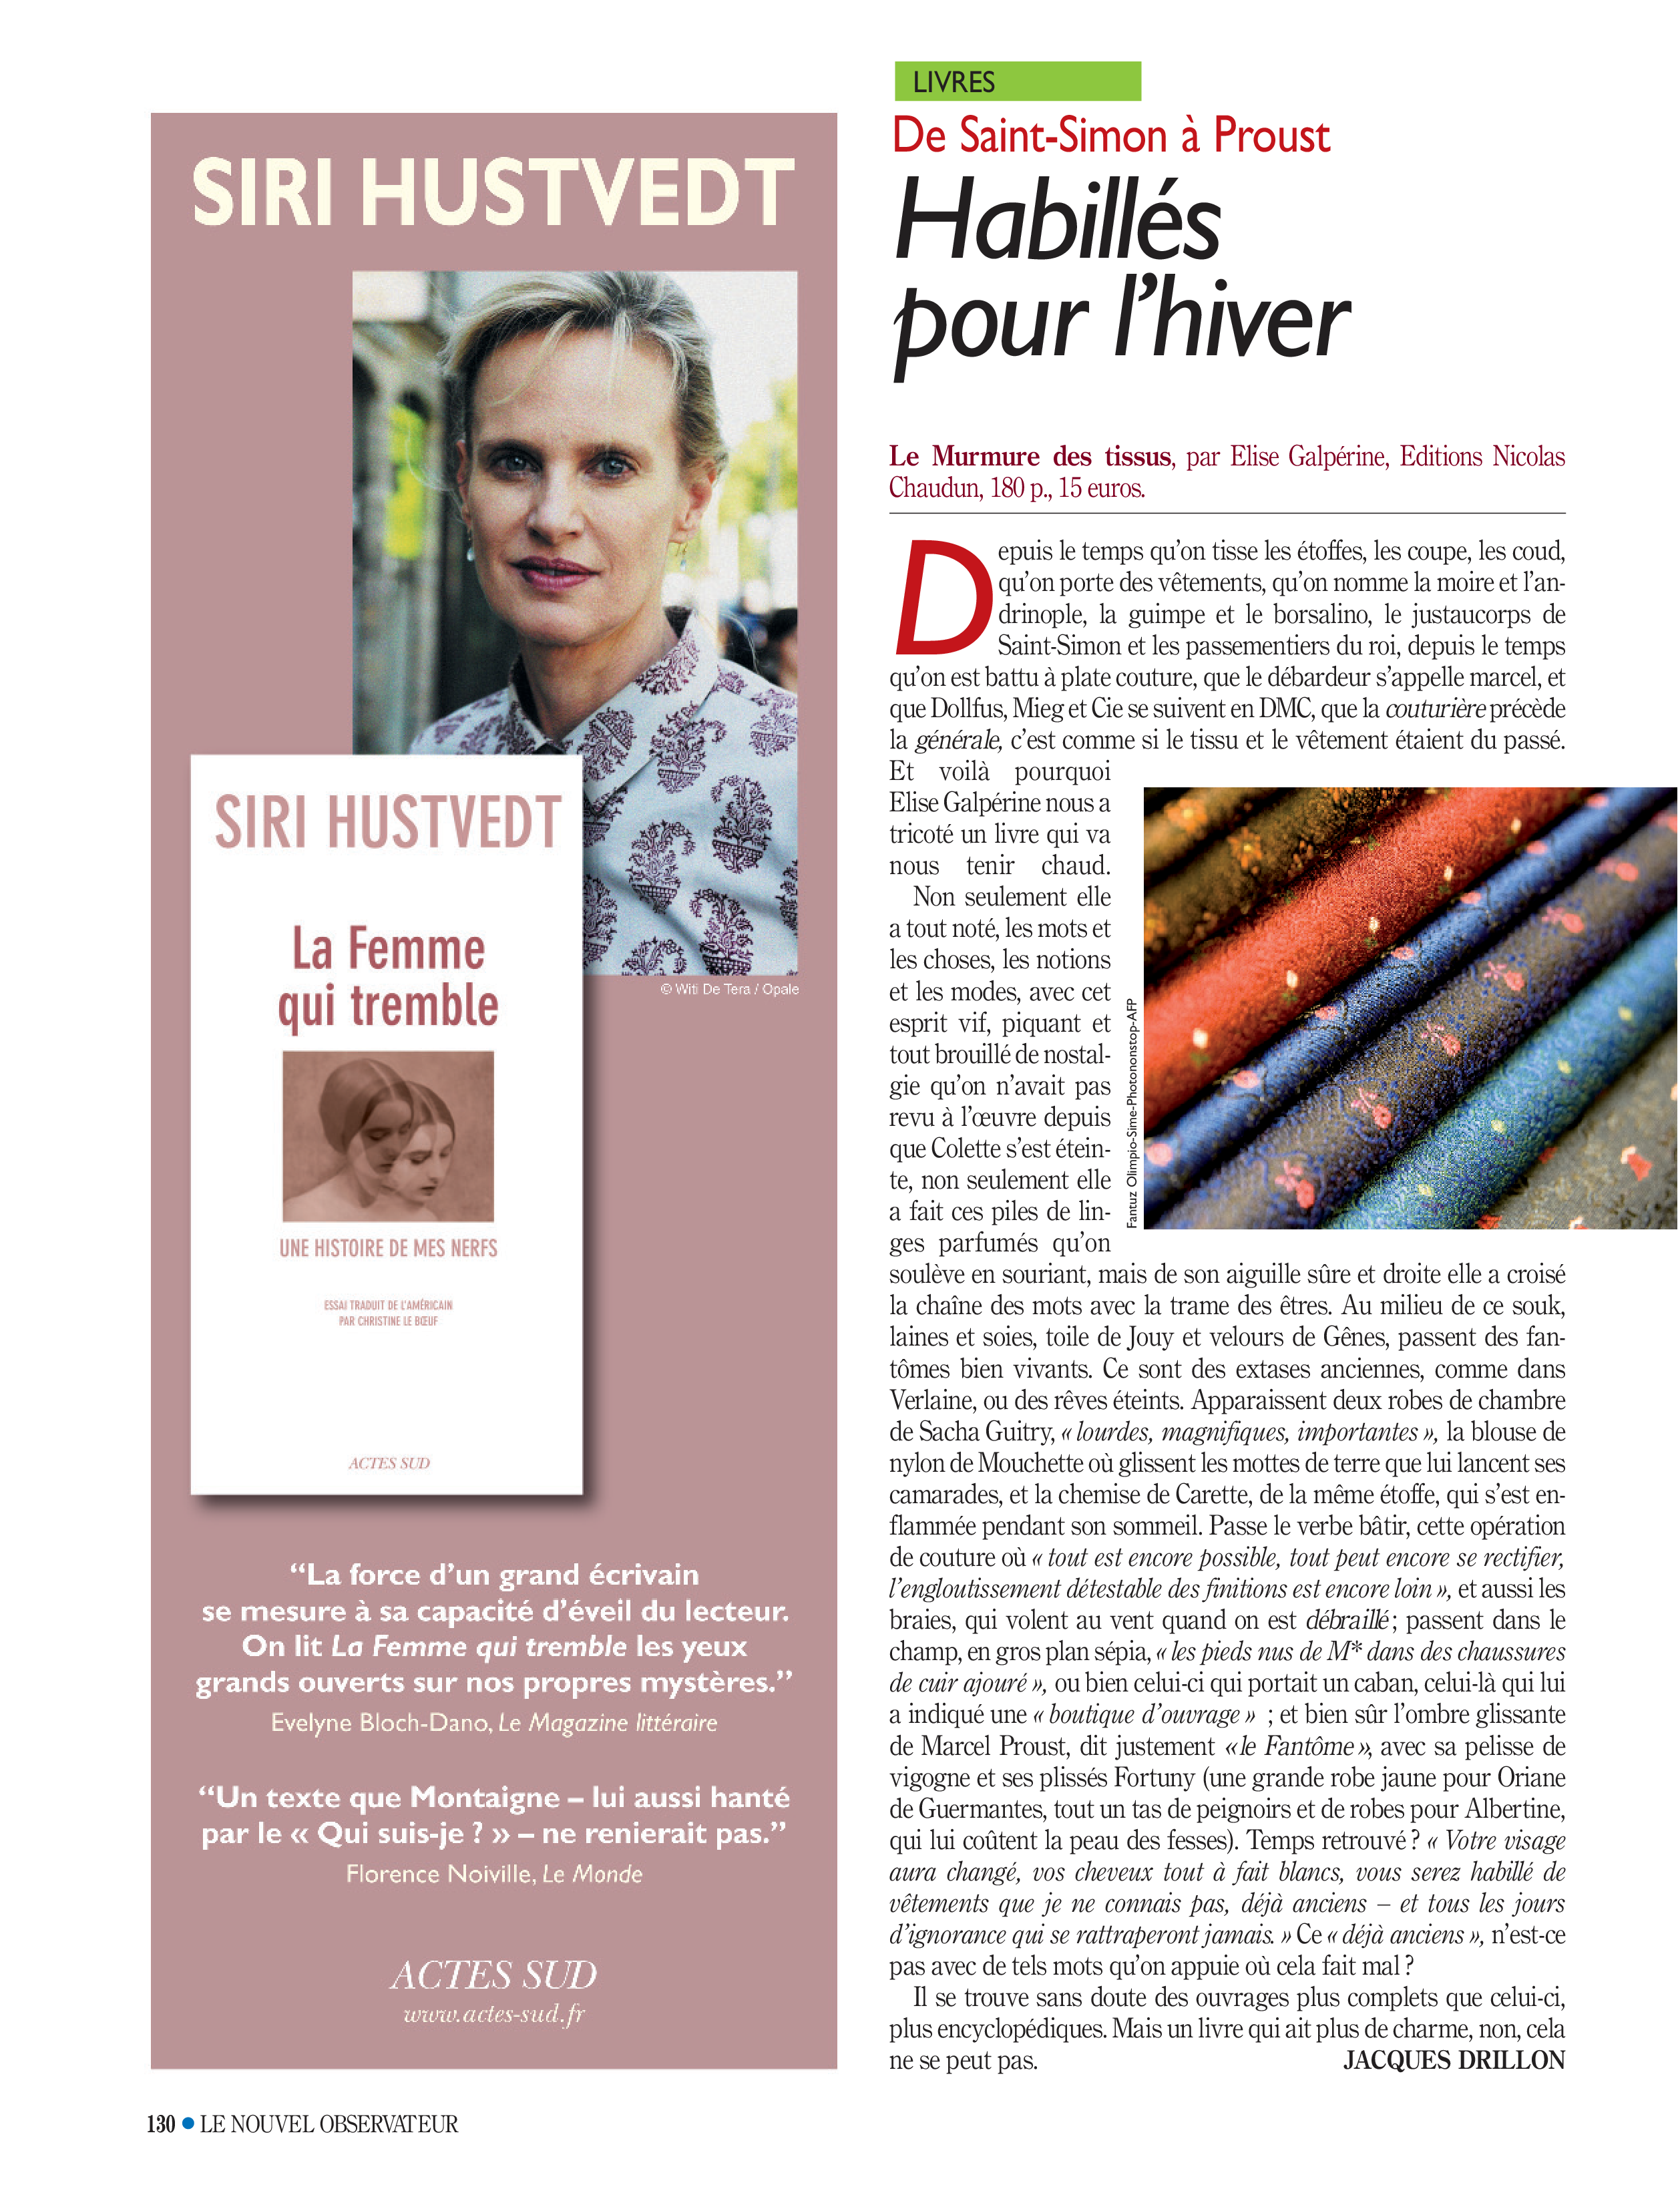 SIRI HUSTVEDT
© Witi De Tera / Opale
SIRI HUSTVEDT
La Femme
qui tremble
UNE HISTOIRE DE MES NERFS
ESSAI TRADUIT DE L'AMÉRICAIN
PAR CHRISTINE LE BŒUF
ACTES SUD
“La force d’un grand écrivain
se mesure à sa capacité d’éveil du lecteur.
On lit La Femme qui tremble les yeux
grands ouverts sur nos propres mystères.”
Evelyne Bloch-Dano, Le Magazine littéraire
“Un texte que Montaigne – lui aussi hanté
par le « Qui suis-je ? » – ne renierait pas.”
Florence Noiville, Le Monde
ACTES SUD
www.actes-sud.fr
LIVRES
De Saint-Simon à Proust
Habillés
pour l’hiver
Le Murmure des tissus, par Elise Galpérine, Editions Nicolas
Chaudun, 180 p., 15 euros.
Depuis le temps qu’on tisse les étoffes, les coupe, les coud,
qu’on porte des vêtements, qu’on nomme la moire et l’an-
drinople, la guimpe et le borsalino, le justaucorps de
Saint-Simon et les passementiers du roi, depuis le temps
qu’on est battu à plate couture, que le débardeur s’appelle marcel, et
que Dollfus, Mieg et Cie se suivent en DMC, que la couturière précède
la générale, c’est comme si le tissu et le vêtement étaient du passé.
Et voilà pourquoi
Elise Galpérine nous a
tricoté un livre qui va
nous tenir chaud.
Non seulement elle
a tout noté, les mots et
les choses, les notions
et les modes, avec cet
esprit vif, piquant et
tout brouillé de nostal-
gie qu’on n’avait pas
revu à l’œuvre depuis
que Colette s’est étein-
te, non seulement elle
a fait ces piles de lin-
ges parfumés qu’on
soulève en souriant, mais de son aiguille sûre et droite elle a croisé
la chaîne des mots avec la trame des êtres. Au milieu de ce souk,
laines et soies, toile de Jouy et velours de Gênes, passent des fan-
tômes bien vivants. Ce sont des extases anciennes, comme dans
Verlaine, ou des rêves éteints. Apparaissent deux robes de chambre
de Sacha Guitry, « lourdes, magnifiques, importantes », la blouse de
nylon de Mouchette où glissent les mottes de terre que lui lancent ses
camarades, et la chemise de Carette, de la même étoffe, qui s’est en-
flammée pendant son sommeil. Passe le verbe bâtir, cette opération
de couture où « tout est encore possible, tout peut encore se rectifier,
l’engloutissement détestable des finitions est encore loin », et aussi les
braies, qui volent au vent quand on est débraillé ; passent dans le
champ, en gros plan sépia, « les pieds nus de M* dans des chaussures
de cuir ajouré », ou bien celui-ci qui portait un caban, celui-là qui lui
a indiqué une « boutique d’ouvrage » ; et bien sûr l’ombre glissante
de Marcel Proust, dit justement « le Fantôme », avec sa pelisse de
vigogne et ses plissés Fortuny (une grande robe jaune pour Oriane
de Guermantes, tout un tas de peignoirs et de robes pour Albertine,
qui lui coûtent la peau des fesses). Temps retrouvé ? « Votre visage
aura changé, vos cheveux tout à fait blancs, vous serez habillé de
vêtements que je ne connais pas, déjà anciens – et tous les jours
d’ignorance qui se rattraperont jamais. » Ce « déjà anciens », n’est-ce
pas avec de tels mots qu’on appuie où cela fait mal ?
Il se trouve sans doute des ouvrages plus complets que celui-ci,
plus encyclopédiques. Mais un livre qui ait plus de charme, non, cela
ne se peut pas. JACQUES DRILLON
Fantuz Olimpio-Sime-Photononstop-AFP
130 • LE NOUVEL OBSERVATEUR